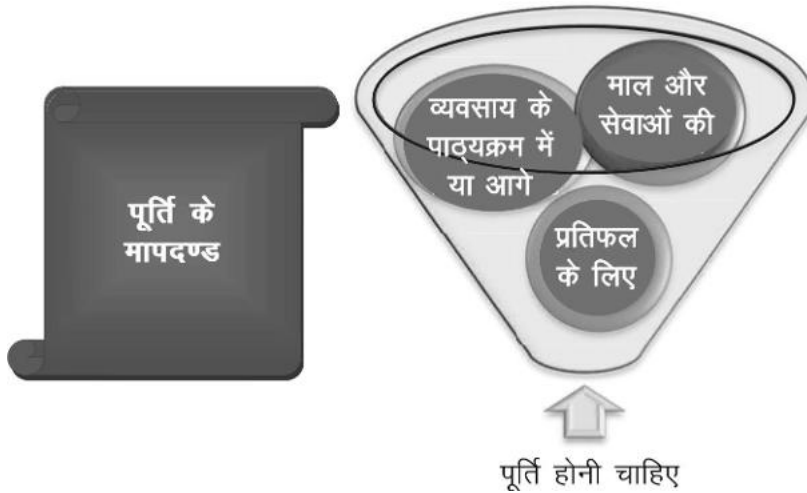 पूर्ति के
मापदण्ड
व्यवसाय के
पाठ्यक्रम में
या आगे
माल और
सेवाओं की
प्रतिफल
के लिए
पूर्ति होनी चाहिए